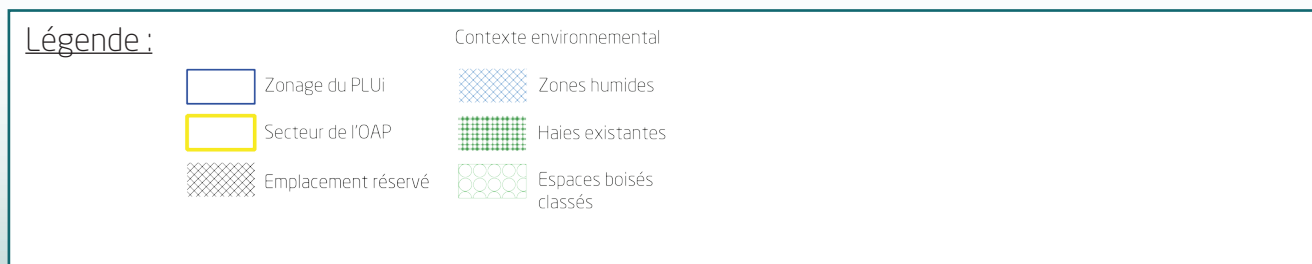 Légende :
Zonage du PLUi
Secteur de l'OAP
Emplacement réservé
Contexte environnemental
Zones humides
Haies existantes
Espaces boisés
classés